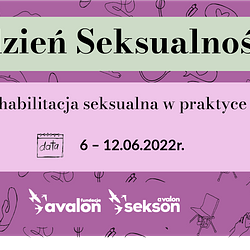 dzień Seksualnoś
habilitacja seksualna w praktyce
data 6 – 12.06.2022r.
fundacja avalon avalon sekson